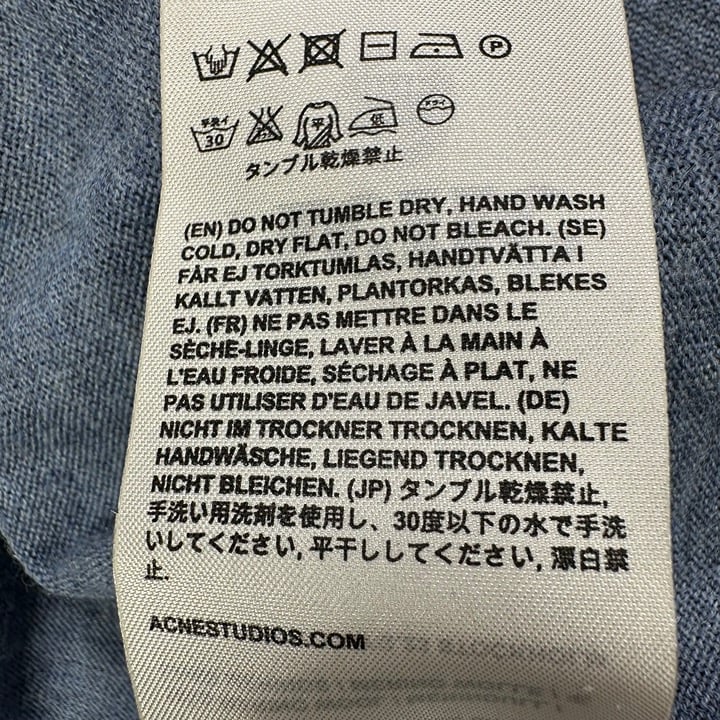 P
手洗イ
30
平
低
ドライ
タンブル乾燥禁止
(EN) DO NOT TUMBLE DRY, HAND WASH
COLD, DRY FLAT, DO NOT BLEACH. (SE)
FÅR EJ TORKTUMLAS, HANDTVÄTTA I
KALLT VATTEN, PLANTORKAS, BLEKES
EJ. (FR) NE PAS METTRE DANS LE
SÈCHE-LINGE, LAVER À LA MAIN À
L'EAU FROIDE, SÉCHAGE À PLAT, NE
PAS UTILISER D'EAU DE JAVEL. (DE)
NICHT IM TROCKNER TROCKNEN, KALTE
HANDWÄSCHE, LIEGEND TROCKNEN,
NICHT BLEICHEN. (JP) タンブル乾燥禁止,
手洗い用洗剤を使用し、30度以下の水で手洗
いしてください, 平干ししてください, 漂白禁
止.
ACNESTUDIOS.COM